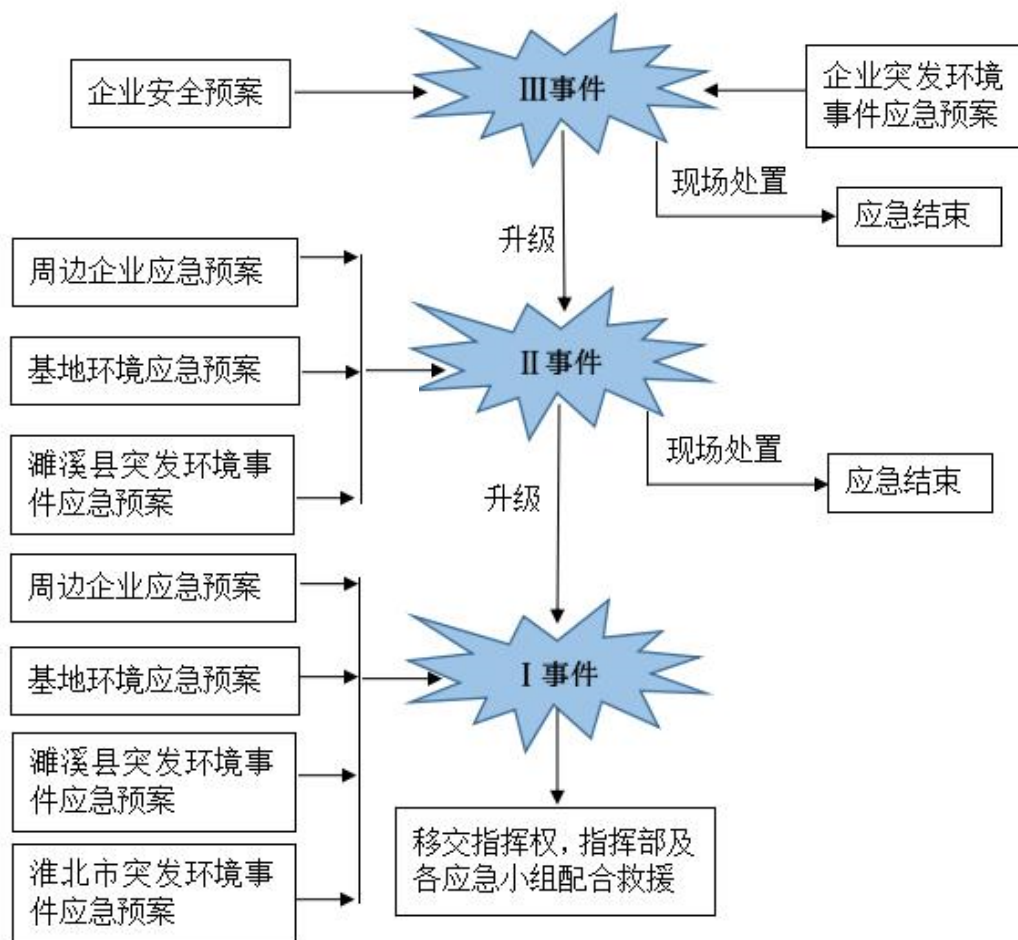 III事件
企业安全预案
企业突发环境
事件应急预案
现场处置
应急结束
升级
周边企业应急预案
基地环境应急预案
II事件
濉溪县突发环境事
件应急预案
现场处置
应急结束
升级
周边企业应急预案
基地环境应急预案
I事件
濉溪县突发环境事
件应急预案
移交指挥权，指挥部及
各应急小组配合救援
淮北市突发环境事
件应急预案